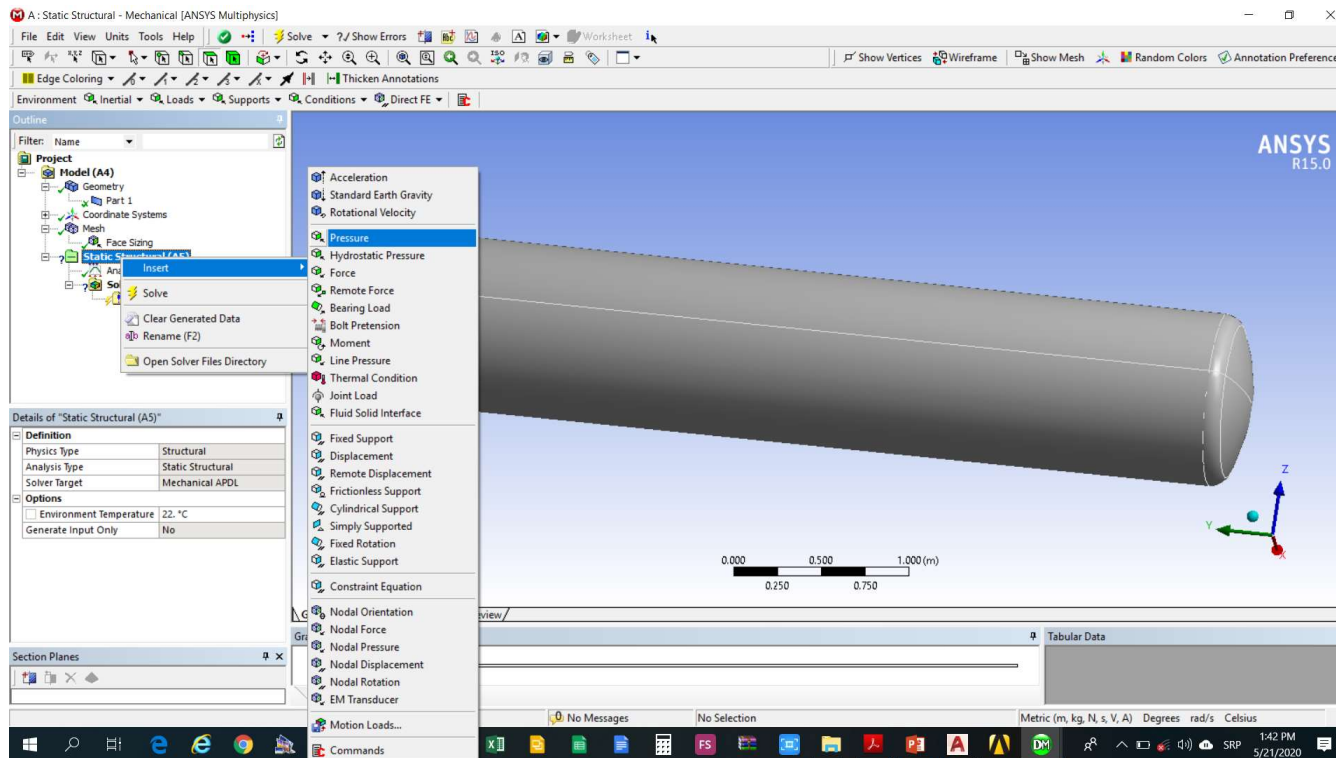 A : Static Structural - Mechanical [ANSYS Multiphysics]
File Edit View Units Tools Help Solve ?/ Show Errors Worksheet
Show Vertices Wireframe Show Mesh Random Colors Annotation Preference
Edge Coloring Thicken Annotations
Environment Inertial Loads Supports Conditions Direct FE
Outline
Filter: Name
Project
Model (A4)
Geometry
Part 1
Coordinate Systems
Mesh
Face Sizing
Static Structural (A5)
Insert
Solve
Clear Generated Data
Rename (F2)
Open Solver Files Directory
Acceleration
Standard Earth Gravity
Rotational Velocity
Pressure
Hydrostatic Pressure
Force
Remote Force
Bearing Load
Bolt Pretension
Moment
Line Pressure
Thermal Condition
Joint Load
Fluid Solid Interface
Fixed Support
Displacement
Remote Displacement
Frictionless Support
Cylindrical Support
Simply Supported
Fixed Rotation
Elastic Support
Constraint Equation
Nodal Orientation
Nodal Force
Nodal Pressure
Nodal Displacement
Nodal Rotation
EM Transducer
Motion Loads...
Commands
ANSYS
R15.0
Z
Y
X
0.000 0.500 1.000 (m)
0.250 0.750
Details of "Static Structural (A5)"
Definition
Physics Type Structural
Analysis Type Static Structural
Solver Target Mechanical APDL
Options
Environment Temperature 22. °C
Generate Input Only No
Section Planes
Tabular Data
0 No Messages No Selection Metric (m, kg, N, s, V, A) Degrees rad/s Celsius
FS DM SRP 1:42 PM
5/21/2020